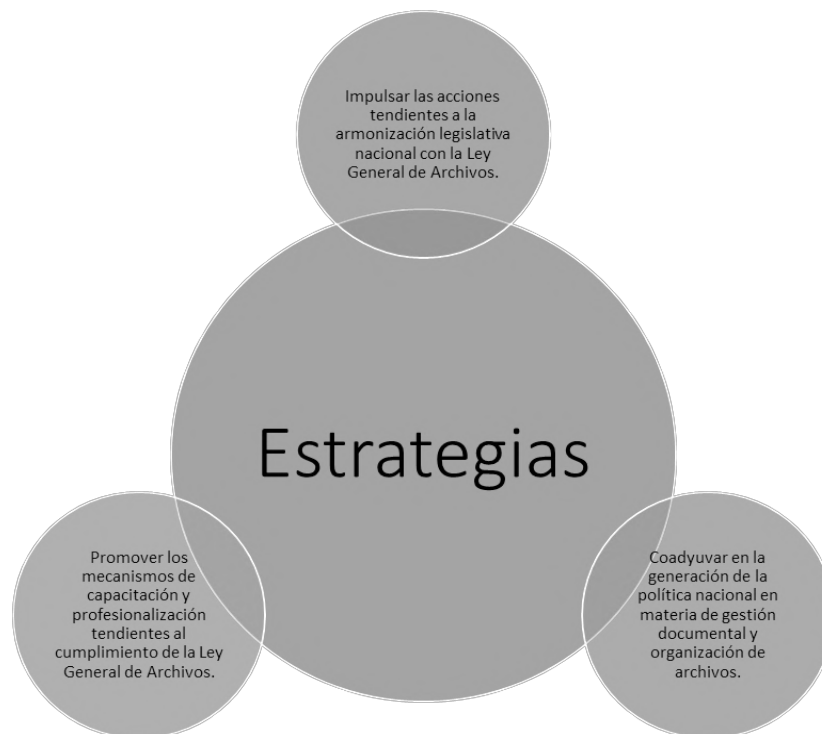 Impulsar las acciones
tendientes a la
armonización legislativa
nacional con la Ley
General de Archivos.
Estrategias
Promover los
mecanismos de
capacitación y
profesionalización
tendientes al
cumplimiento de la Ley
General de Archivos.
Coadyuvar en la
generación de la
política nacional en
materia de gestión
documental y
organización de
archivos.